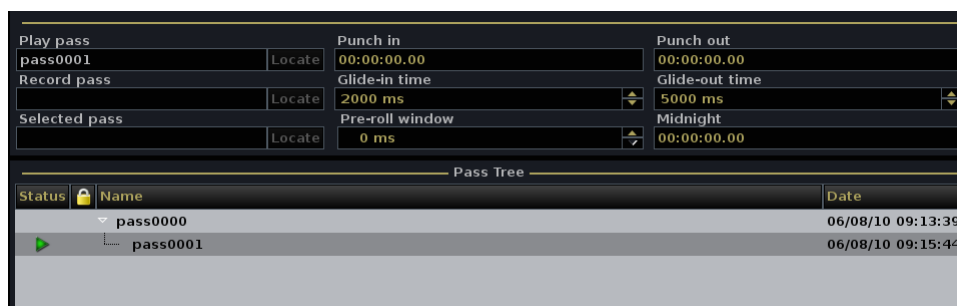 Play pass Punch in Punch out
pass0001 Locate 00:00:00.00 00:00:00.00
Record pass Glide-in time Glide-out time
Locate 2000 ms 5000 ms
Selected pass Pre-roll window Midnight
Locate 0 ms 00:00:00.00
Pass Tree
Status Name Date
pass0000 06/08/10 09:13:39
pass0001 06/08/10 09:15:44